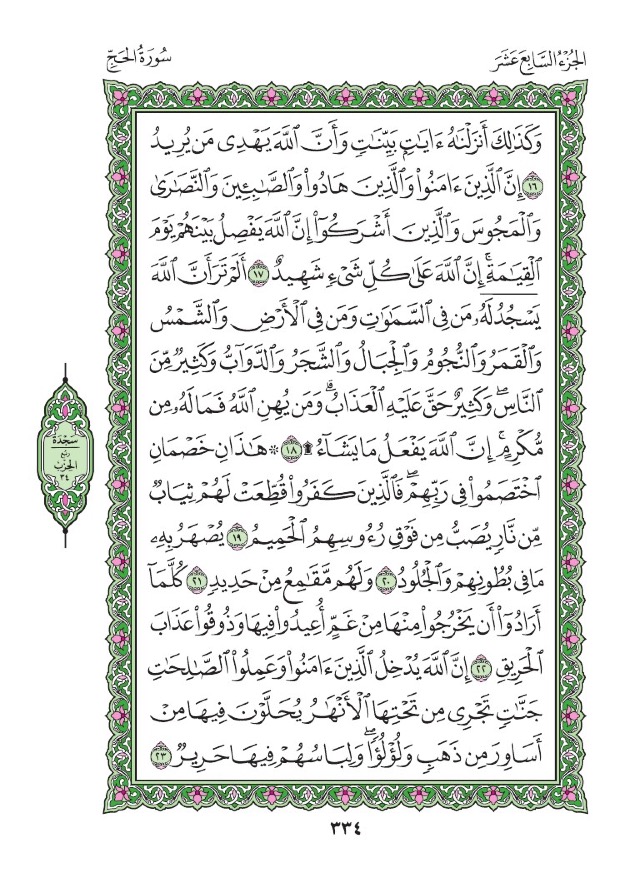 الجزء السابع عشر
سورة الحج
وَكَذَٰلِكَ أَنزَلْنَٰهُ ءَايَٰتٍۭ بَيِّنَٰتٍ وَأَنَّ ٱللَّهَ يَهْدِى مَن يُرِيدُ
١٦ إِنَّ ٱلَّذِينَ ءَامَنُوا۟ وَٱلَّذِينَ هَادُوا۟ وَٱلصَّٰبِـِٔينَ وَٱلنَّصَٰرَىٰ
وَٱلْمَجُوسَ وَٱلَّذِينَ أَشْرَكُوٓا۟ إِنَّ ٱللَّهَ يَفْصِلُ بَيْنَهُمْ يَوْمَ
ٱلْقِيَٰمَةِۚ إِنَّ ٱللَّهَ عَلَىٰ كُلِّ شَىْءٍ شَهِيدٌ ١٧ أَلَمْ تَرَ أَنَّ ٱللَّهَ
يَسْجُدُ لَهُۥ مَن فِى ٱلسَّمَٰوَٰتِ وَمَن فِى ٱلْأَرْضِ وَٱلشَّمْسُ
وَٱلْقَمَرُ وَٱلنُّجُومُ وَٱلْجِبَالُ وَٱلشَّجَرُ وَٱلدَّوَآبُّ وَكَثِيرٌ مِّنَ
ٱلنَّاسِۖ وَكَثِيرٌ حَقَّ عَلَيْهِ ٱلْعَذَابُۗ وَمَن يُهِنِ ٱللَّهُ فَمَا لَهُۥ مِن
مُّكْرِمٍۚ إِنَّ ٱللَّهَ يَفْعَلُ مَا يَشَآءُ ۩ ١٨ ۞ هَٰذَانِ خَصْمَانِ
ٱخْتَصَمُوا۟ فِى رَبِّهِمْۖ فَٱلَّذِينَ كَفَرُوا۟ قُطِّعَتْ لَهُمْ ثِيَابٌ
مِّن نَّارٍ يُصَبُّ مِن فَوْقِ رُءُوسِهِمُ ٱلْحَمِيمُ ١٩ يُصْهَرُ بِهِۦ
مَا فِى بُطُونِهِمْ وَٱلْجُلُودُ ٢٠ وَلَهُم مَّقَٰمِعُ مِنْ حَدِيدٍ ٢١ كُلَّمَآ
أَرَادُوٓا۟ أَن يَخْرُجُوا۟ مِنْهَا مِنْ غَمٍّ أُعِيدُوا۟ فِيهَا وَذُوقُوا۟ عَذَابَ
ٱلْحَرِيقِ ٢٢ إِنَّ ٱللَّهَ يُدْخِلُ ٱلَّذِينَ ءَامَنُوا۟ وَعَمِلُوا۟ ٱلصَّٰلِحَٰتِ
جَنَّٰتٍ تَجْرِى مِن تَحْتِهَا ٱلْأَنْهَٰرُ يُحَلَّوْنَ فِيهَا مِنْ
أَسَاوِرَ مِن ذَهَبٍ وَلُؤْلُؤًاۖ وَلِبَاسُهُمْ فِيهَا حَرِيرٌ ٢٣
سجدة
ربع
الحزب
٣٤
٣٣٤